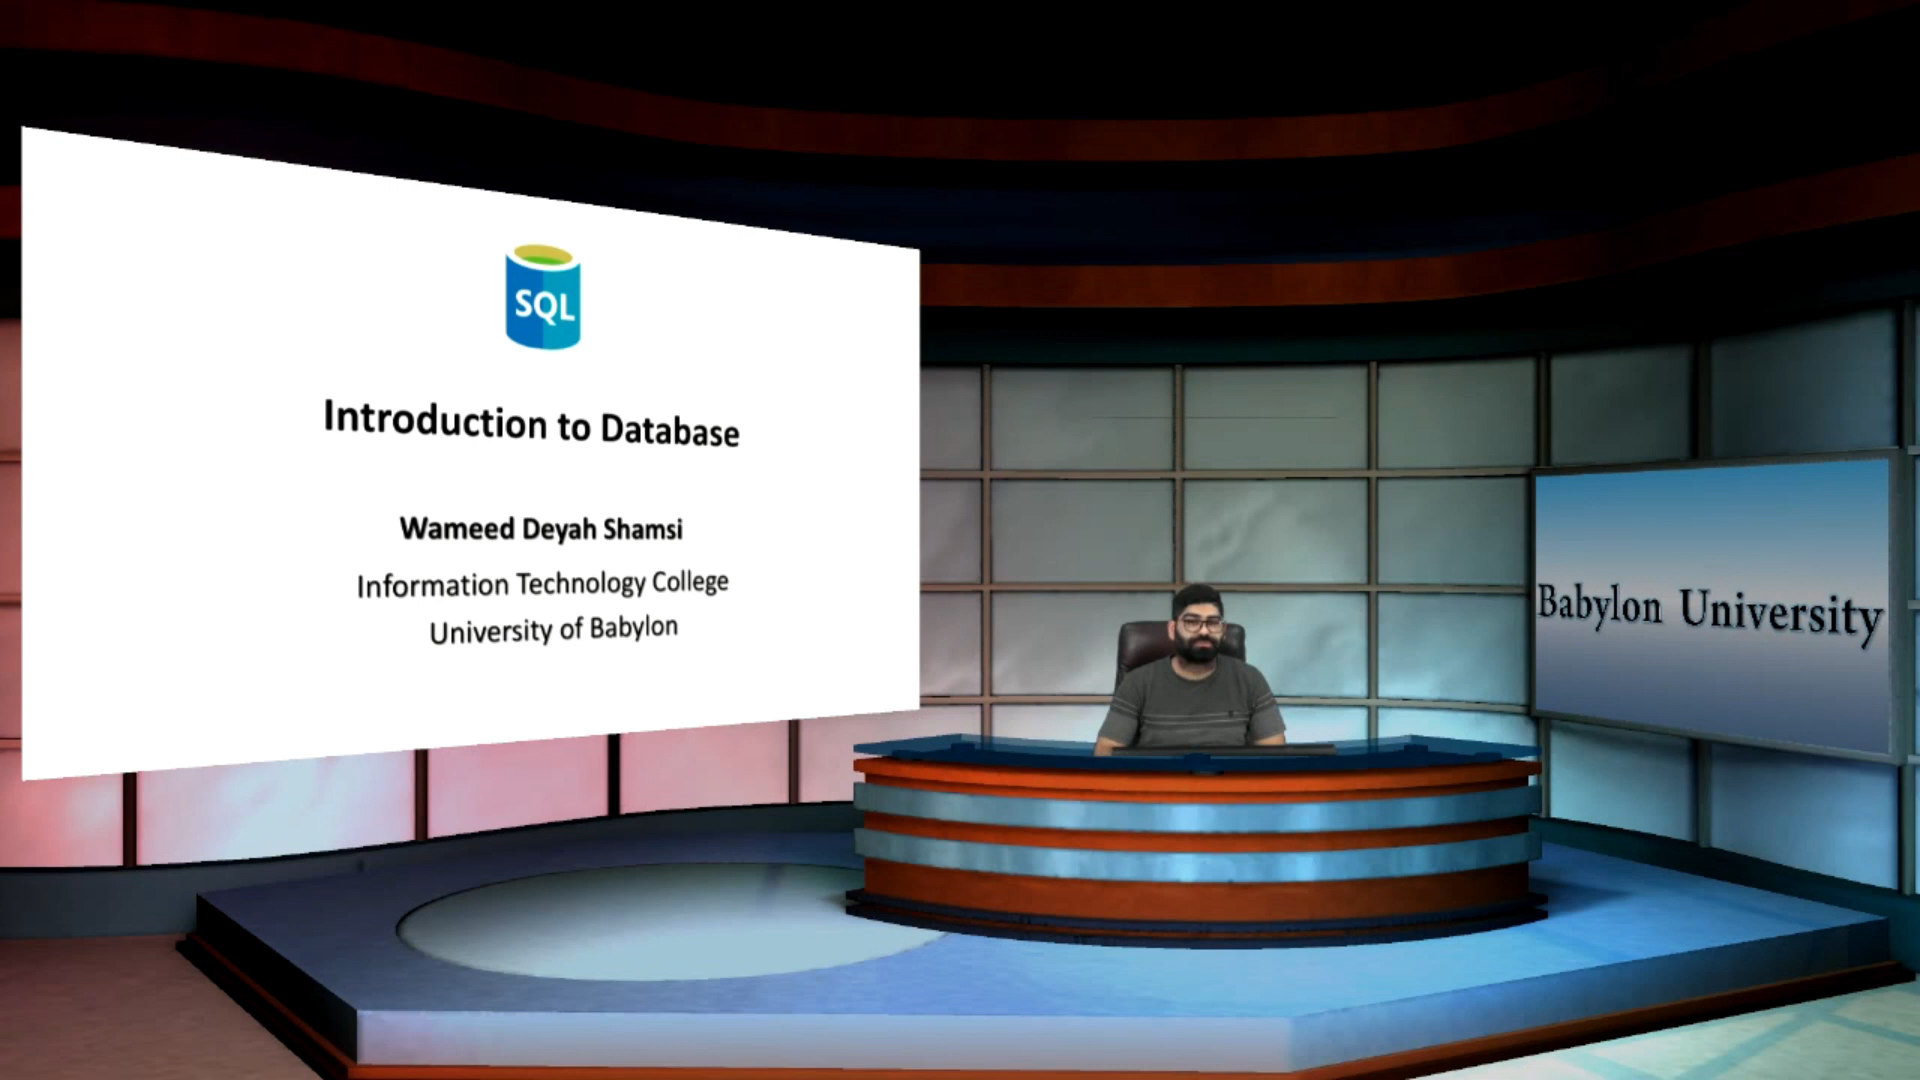 SQL
Introduction to Database
Wameed Deyah Shamsi
Information Technology College
University of Babylon
Babylon University